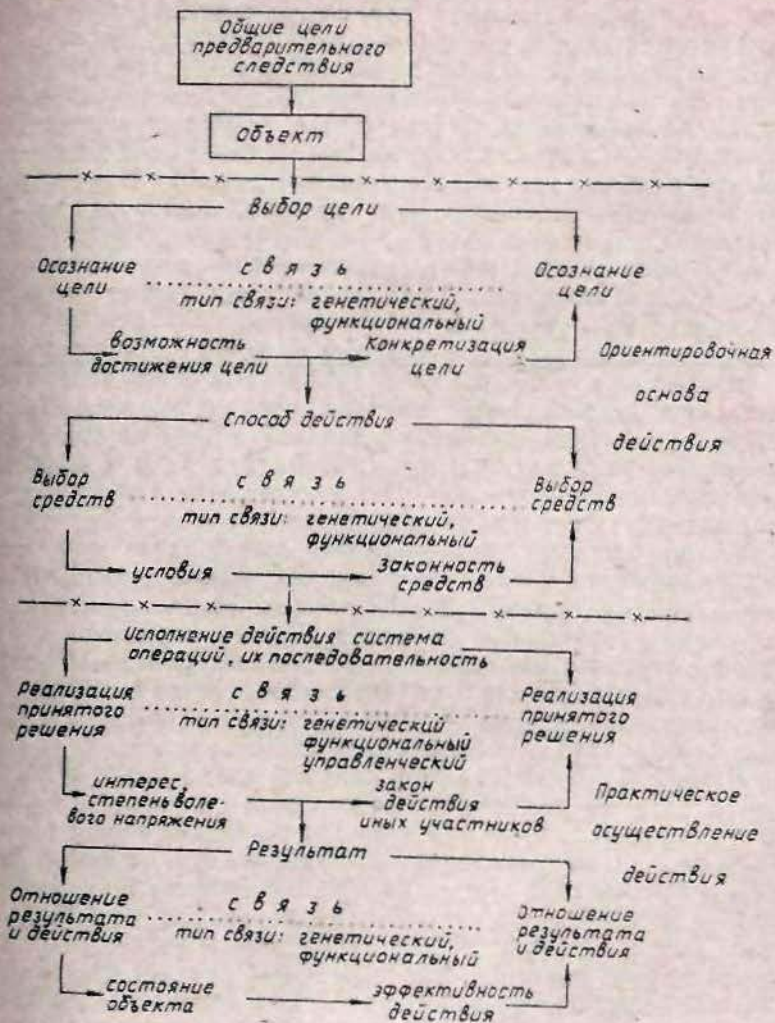 Общие цели
предварительного
следствия
Объект
Выбор цели
Осознание
цели
связь
тип связи: генетический,
функциональный
Осознание
цели
возможность
достижения цели
Конкретизация
цели
Ориентировочная
основа
действия
Способ действия
Выбор
средств
связь
тип связи: генетический,
функциональный
Выбор
средств
условия
законность
средств
Исполнение действия система
операций, их последовательность
Реализация
принятого
решения
связь
тип связи: генетический
функциональный
управленческий
Реализация
принятого
решения
интерес,
степень воле-
вого напряжения
закон
действия
иных участников
Практическое
осуществление
действия
Результат
Отношение
результата
и действия
связь
тип связи: генетический,
функциональный
Отношение
результата
и действия
состояние
объекта
эффективность
действия